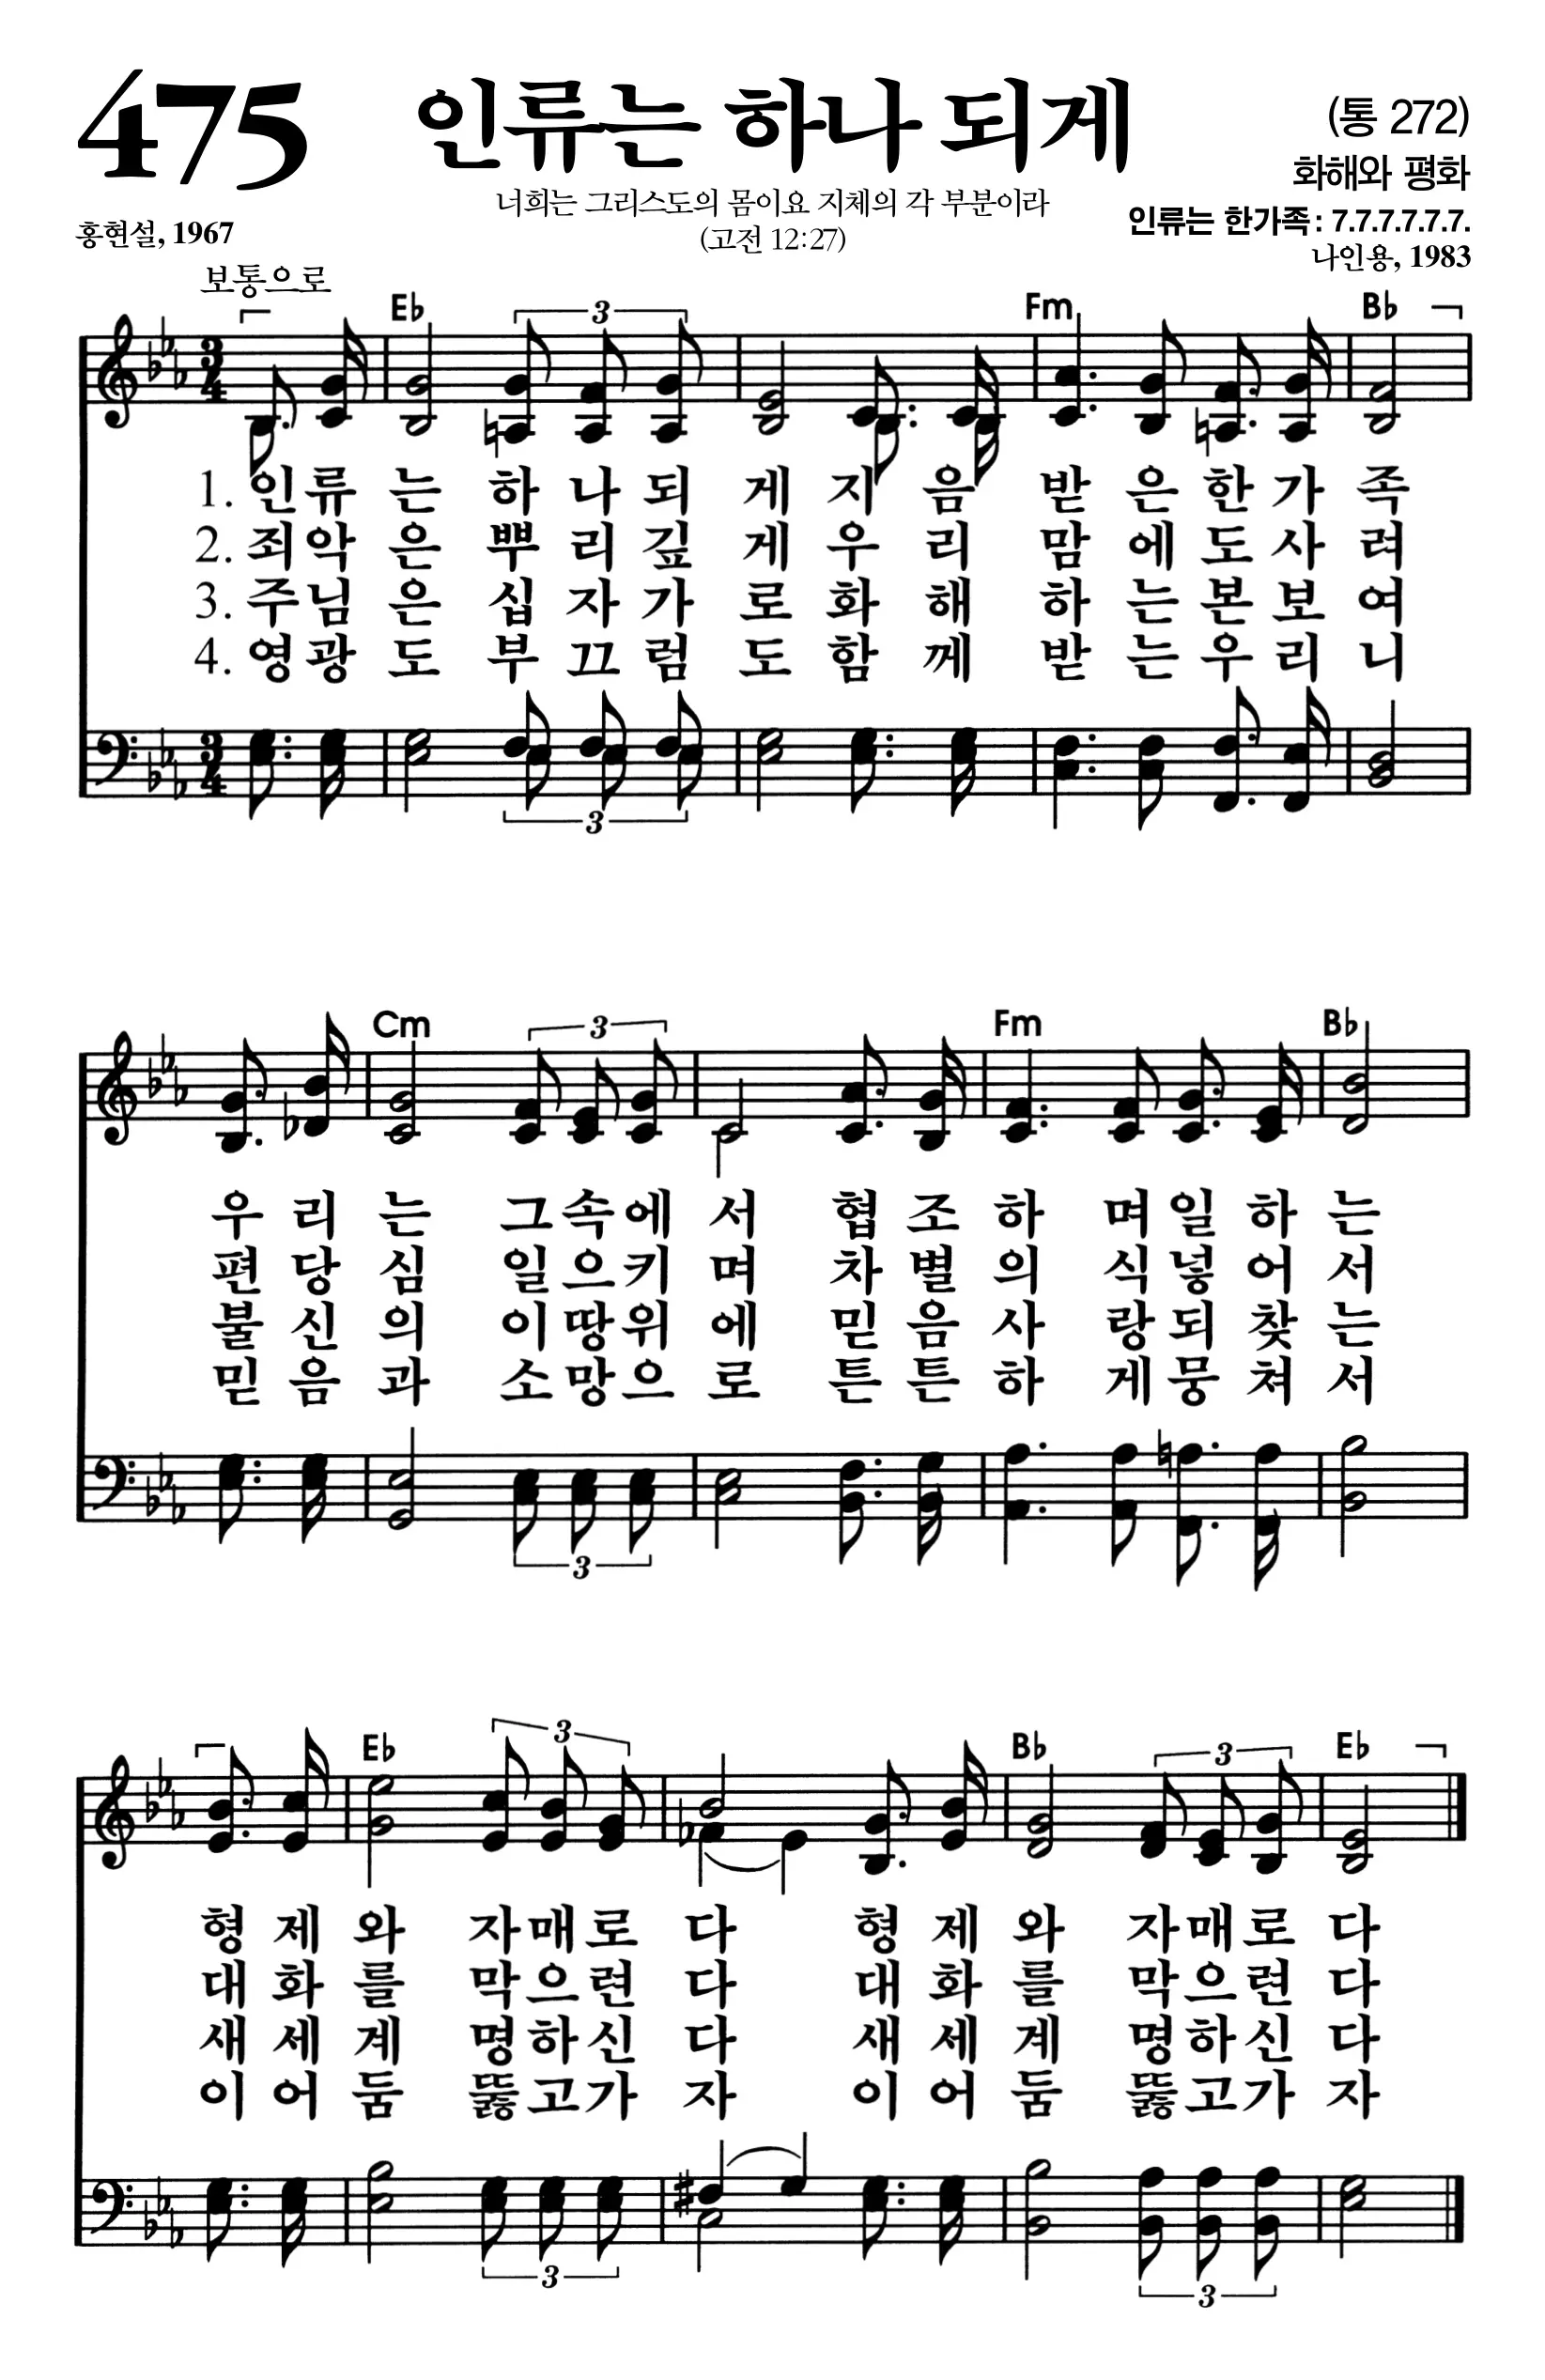 475 인류는 하나 되게 (통 272)
화해와 평화
너희는 그리스도의 몸이요 지체의 각 부분이라
(고전 12:27)
인류는 한가족: 7.7.7.7.7.7.
홍현설, 1967
나인용, 1983
보통으로
E♭ 3 Fm B♭
3
4
1. 인류 는 하 나 되 게 지 음 받 은 한 가 족
2. 죄악 은 뿌 리 깊 게 우 리 맘 에 도 사 려
3. 주님 은 십 자 가 로 화 해 하 는 본 보 여
4. 영광 도 부 끄 럼 도 함 께 받 는 우 리 니
3
4
3
Cm 3 Fm B♭
우 리 는 그 속 에 서 협 조 하 며 일 하 는
편 당 심 일 으 키 며 차 별 의 식 넣 어 서
불 신 의 이 땅 위 에 믿 음 사 랑 되 찾 는
믿 음 과 소 망 으 로 튼 튼 하 게 뭉 쳐 서
3
E♭ 3 B♭ 3 E♭
형 제 와 자 매 로 다 형 제 와 자 매 로 다
대 화 를 막 으 련 다 대 화 를 막 으 련 다
새 세 계 명 하 신 다 새 세 계 명 하 신 다
이 어 둠 뚫 고 가 자 이 어 둠 뚫 고 가 자
3 3